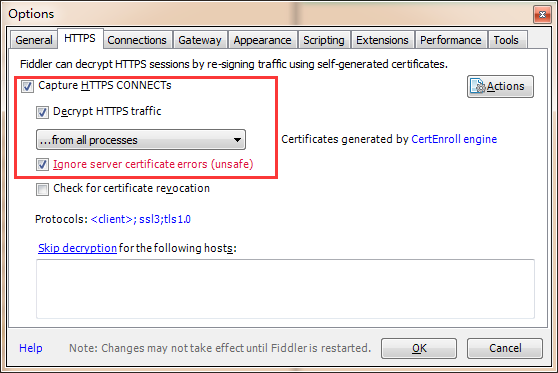 Options
General HTTPS Connections Gateway Appearance Scripting Extensions Performance Tools
Fiddler can decrypt HTTPS sessions by re-signing traffic using self-generated certificates.
Capture HTTPS CONNECTs
Actions
Decrypt HTTPS traffic
...from all processes
Certificates generated by CertEnroll engine
Ignore server certificate errors (unsafe)
Check for certificate revocation
Protocols: <client>; ssl3;tls1.0
Skip decryption for the following hosts:
Help
Note: Changes may not take effect until Fiddler is restarted.
OK
Cancel